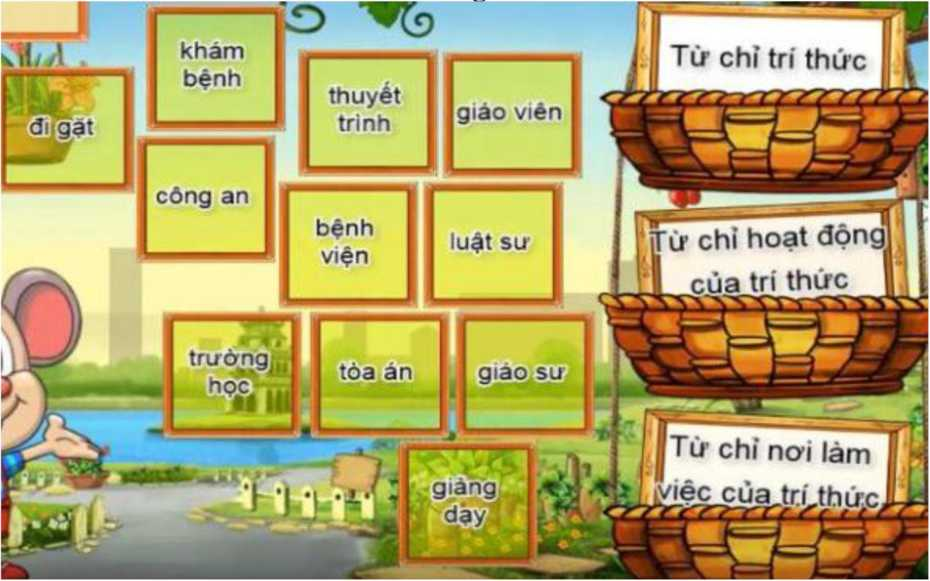 khám
bệnh
đi gặt
thuyết
trình
giáo viên
công an
bệnh
viện
luật sư
trường
học
tòa án
giáo sư
giảng
dạy
Từ chỉ trí thức
Từ chỉ hoạt động
của trí thức
Từ chỉ nơi làm
việc của trí thức